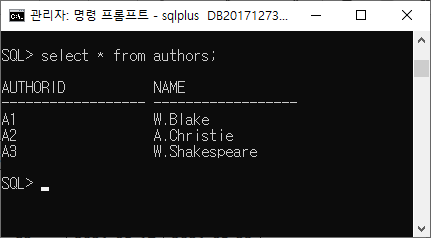 관리자: 명령 프롬프트 - sqlplus DB20171273...
SQL> select * from authors;
AUTHORID NAME
------------------ ------------------
A1 W.Blake
A2 A.Christie
A3 W.Shakespeare
SQL>